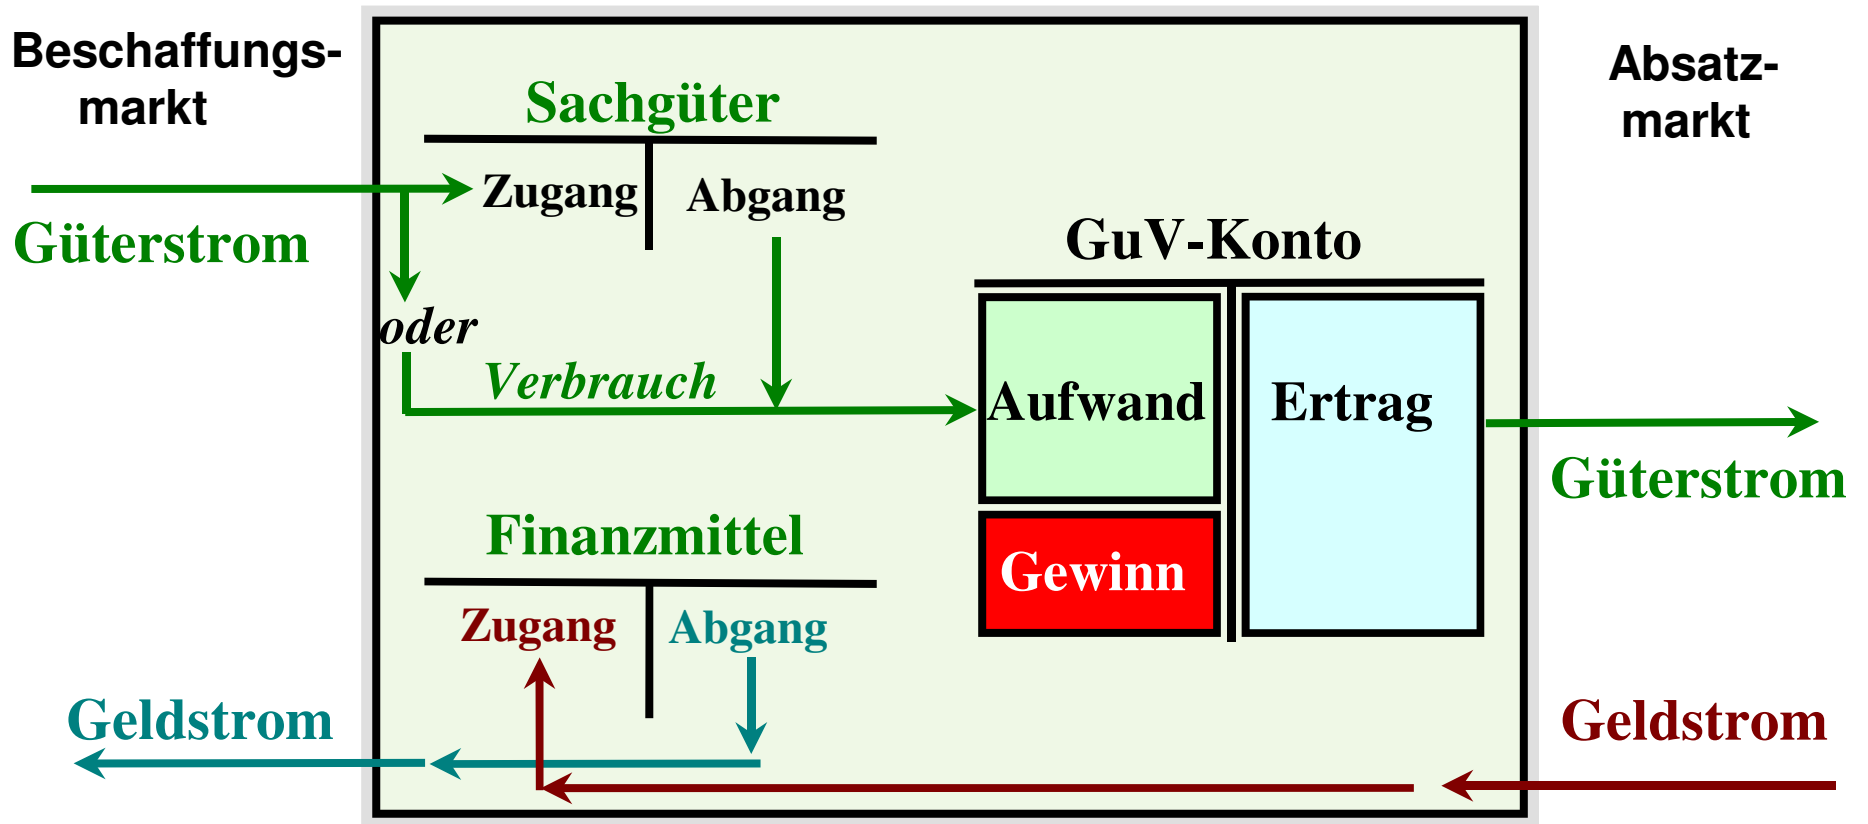 Beschaffungs-
markt
Absatz-
markt
Sachgüter
Zugang
Abgang
Güterstrom
GuV-Konto
oder
Verbrauch
Aufwand
Ertrag
Güterstrom
Finanzmittel
Gewinn
Zugang
Abgang
Geldstrom
Geldstrom